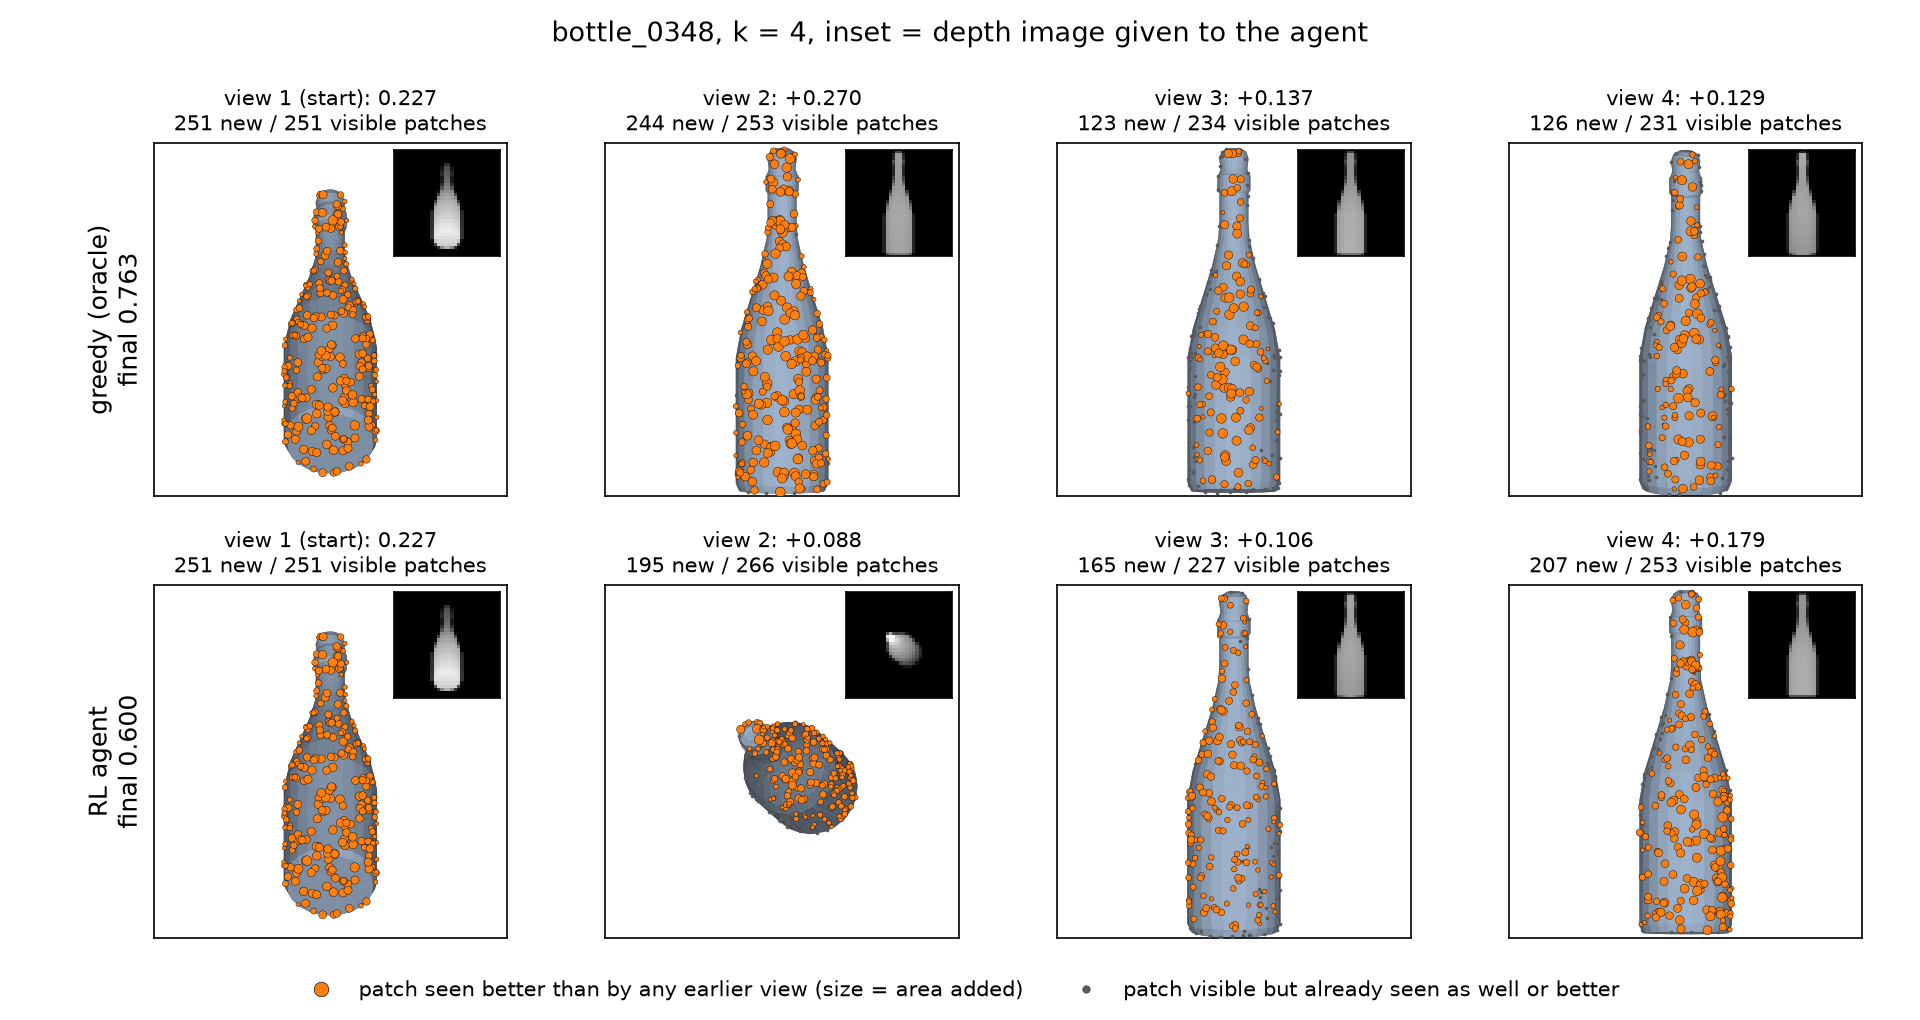 bottle_0348, k = 4, inset = depth image given to the agent
view 1 (start): 0.227
251 new / 251 visible patches
view 2: +0.270
244 new / 253 visible patches
view 3: +0.137
123 new / 234 visible patches
view 4: +0.129
126 new / 231 visible patches
greedy (oracle)
final 0.763
view 1 (start): 0.227
251 new / 251 visible patches
view 2: +0.088
195 new / 266 visible patches
view 3: +0.106
165 new / 227 visible patches
view 4: +0.179
207 new / 253 visible patches
RL agent
final 0.600
patch seen better than by any earlier view (size = area added)
patch visible but already seen as well or better